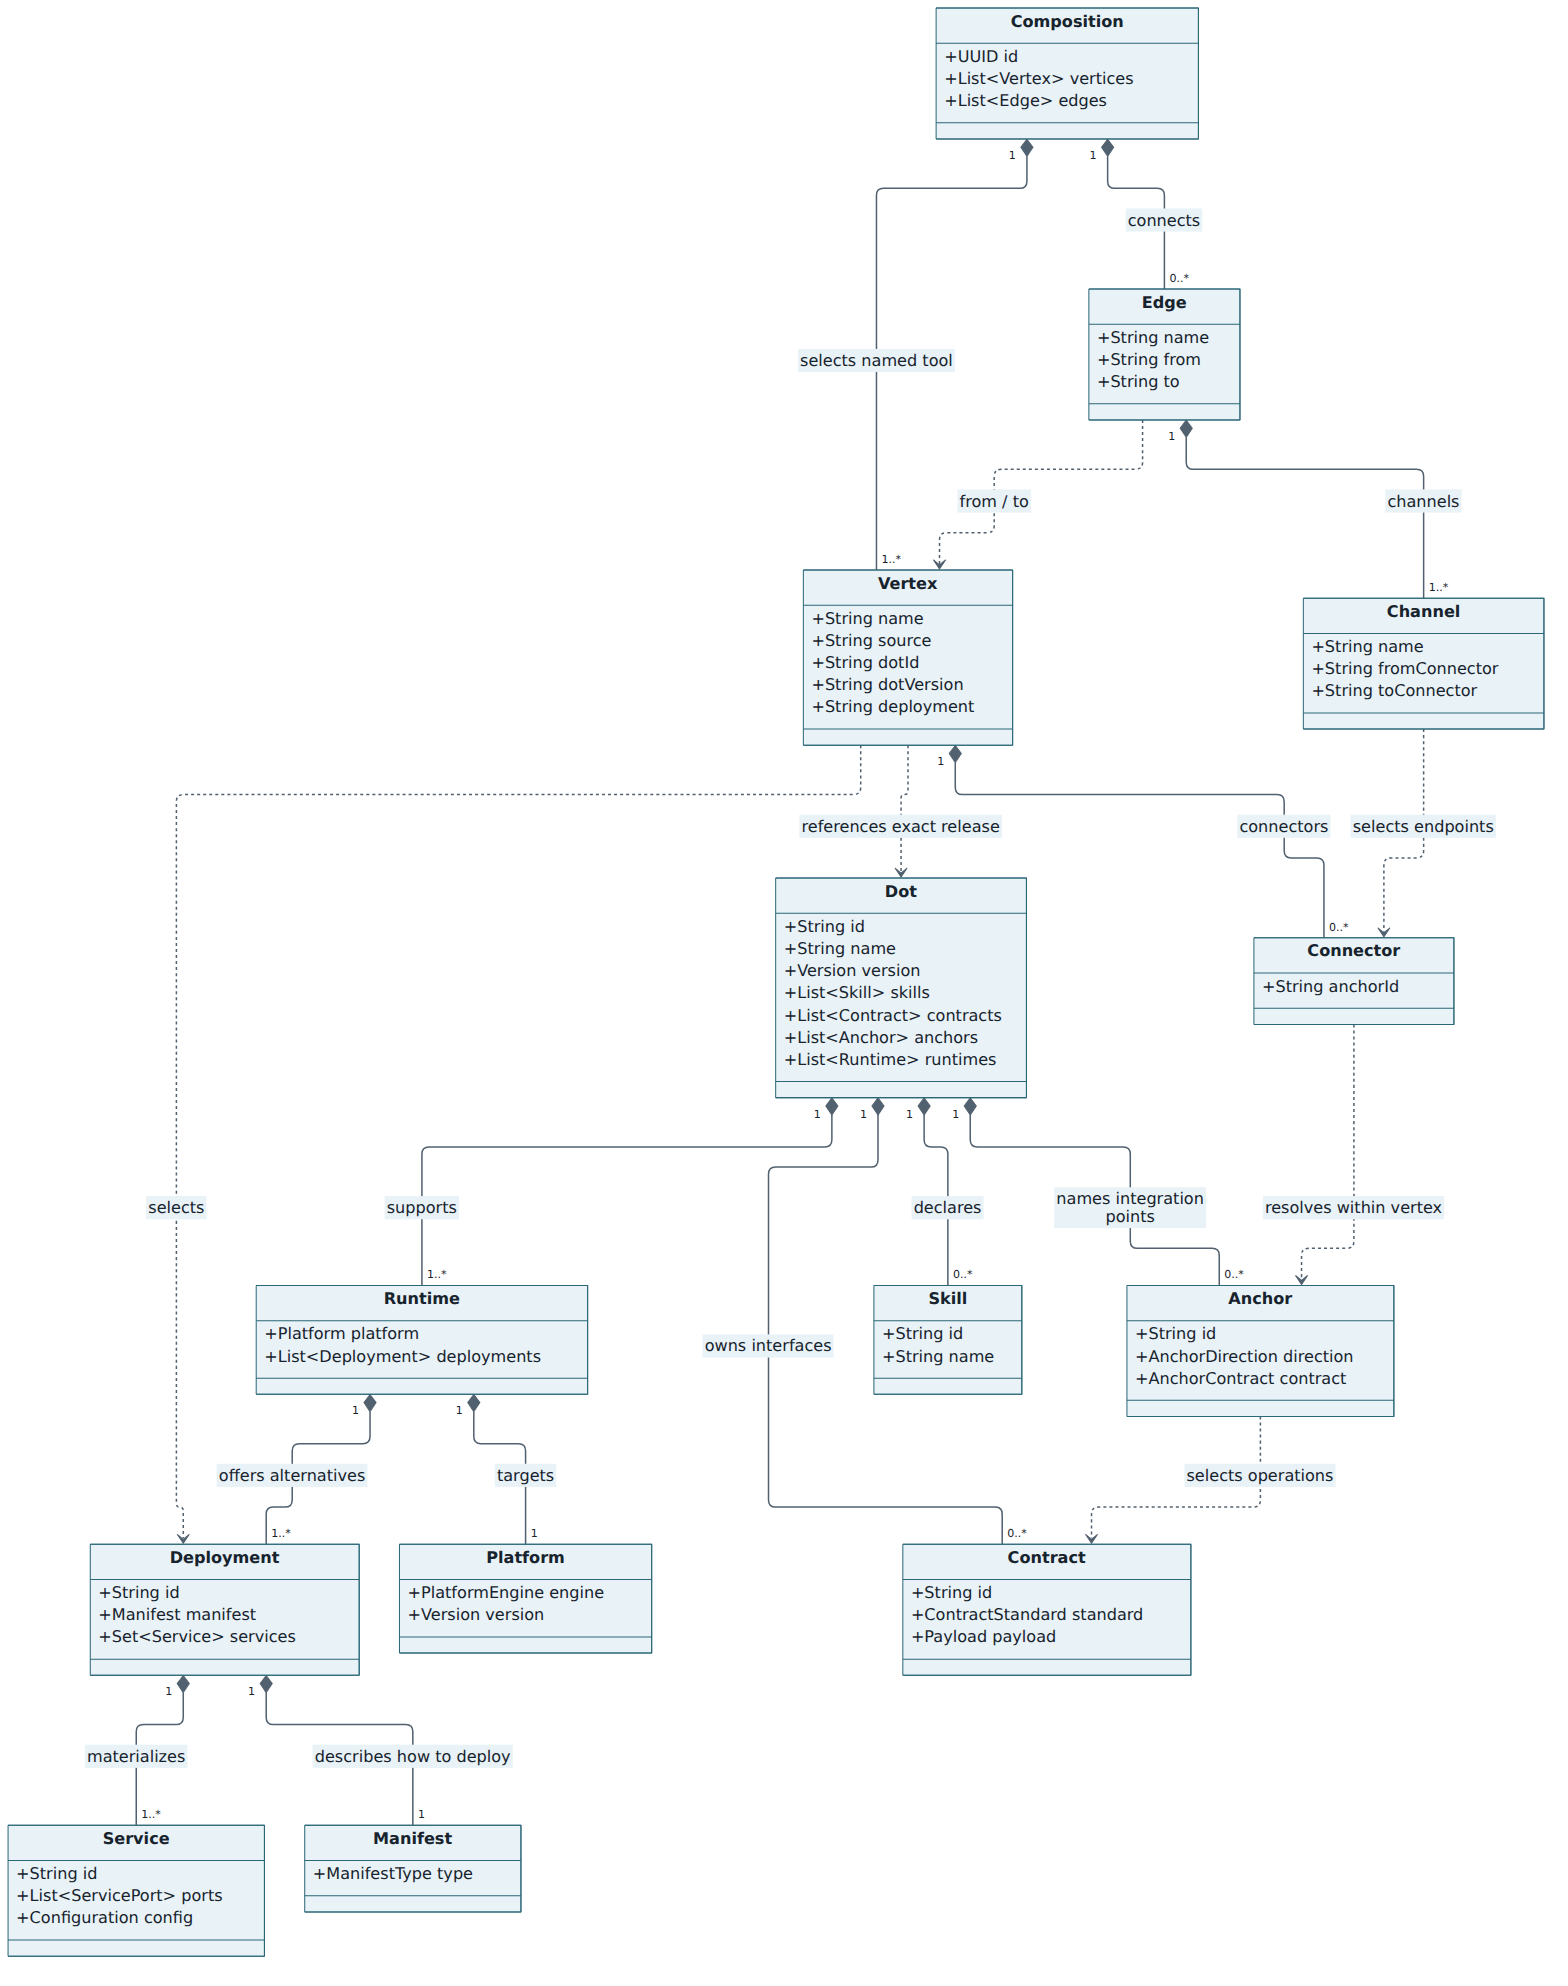 Composition
+UUID id
+List<Vertex> vertices
+List<Edge> edges
1
1
connects
0..*
Edge
+String name
+String from
+String to
selects named tool
1
from / to
channels
1..*
1..*
Vertex
+String name
+String source
+String dotId
+String dotVersion
+String deployment
Channel
+String name
+String fromConnector
+String toConnector
1
references exact release
connectors
selects endpoints
0..*
Dot
+String id
+String name
+Version version
+List<Skill> skills
+List<Contract> contracts
+List<Anchor> anchors
+List<Runtime> runtimes
Connector
+String anchorId
1
1
1
1
selects
supports
declares
names integration
points
resolves within vertex
1..*
0..*
0..*
Runtime
+Platform platform
+List<Deployment> deployments
owns interfaces
Skill
+String id
+String name
Anchor
+String id
+AnchorDirection direction
+AnchorContract contract
1
1
offers alternatives
targets
selects operations
1..*
1
0..*
Deployment
+String id
+Manifest manifest
+Set<Service> services
Platform
+PlatformEngine engine
+Version version
Contract
+String id
+ContractStandard standard
+Payload payload
1
1
materializes
describes how to deploy
1..*
1
Service
+String id
+List<ServicePort> ports
+Configuration config
Manifest
+ManifestType type